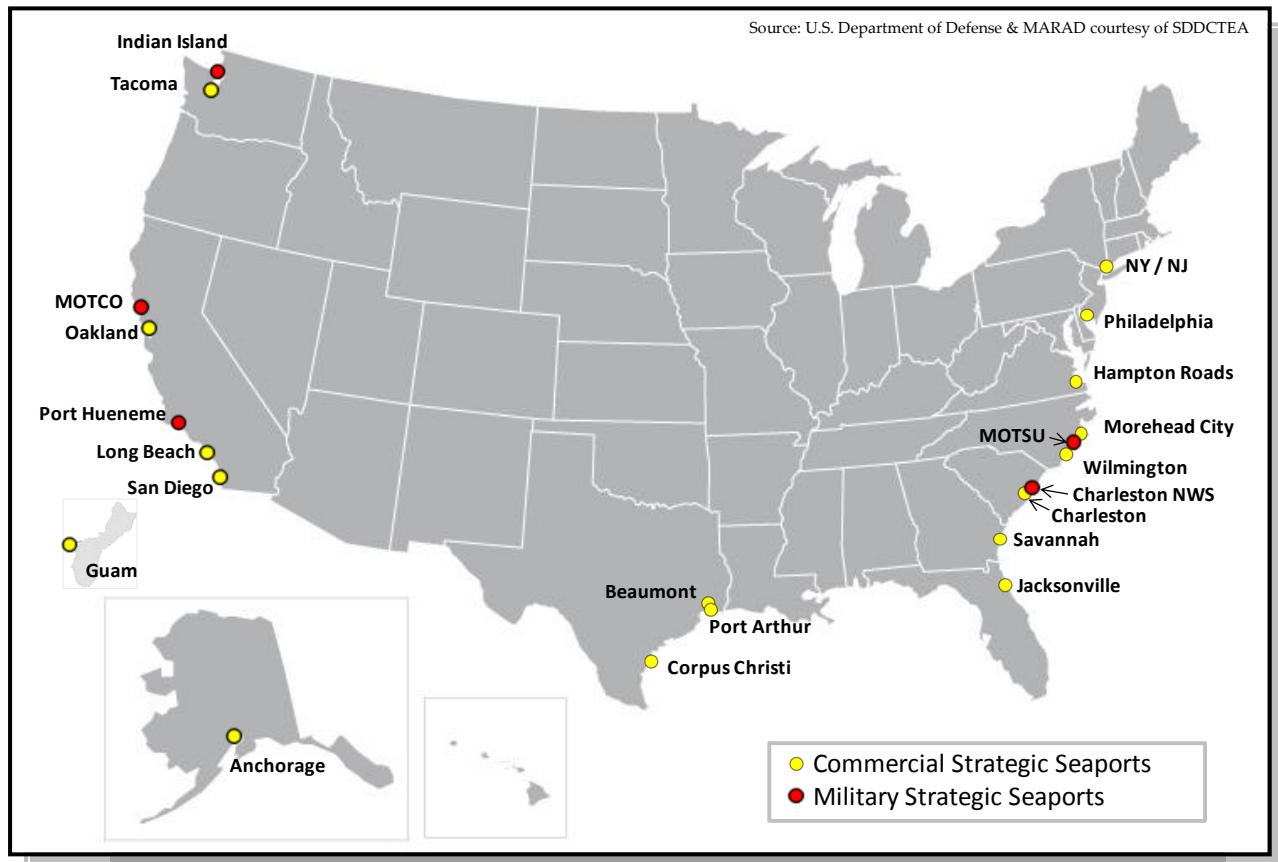 Source: U.S. Department of Defense & MARAD courtesy of SDDCTEA
Indian Island
Tacoma
MOTCO
Oakland
Port Hueneme
Long Beach
San Diego
Guam
Anchorage
Beaumont
Port Arthur
Corpus Christi
NY / NJ
Philadelphia
Hampton Roads
Morehead City
MOTSU
Wilmington
Charleston NWS
Charleston
Savannah
Jacksonville
Commercial Strategic Seaports
Military Strategic Seaports